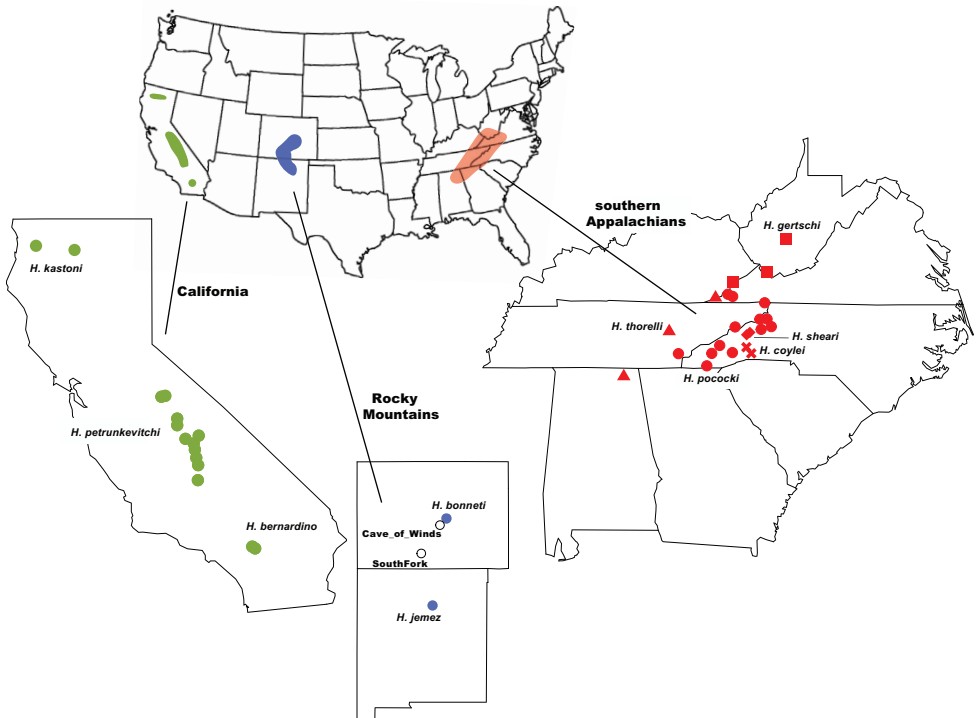 southern
Appalachians
H. gertschi
H. kastoni
California
H. thorelli
H. sheari
H. coylei
H. pococki
Rocky
Mountains
H. petrunkevitchi
H. bonneti
H. bernardino
Cave_of_Winds
SouthFork
H. jemez